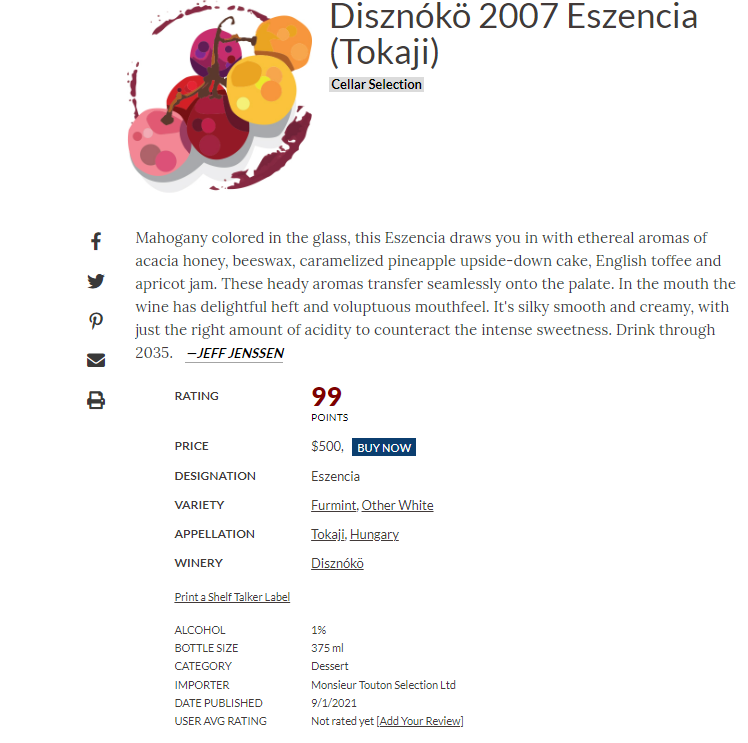 Disznókö 2007 Eszencia
(Tokaji)
Cellar Selection
Mahogany colored in the glass, this Eszencia draws you in with ethereal aromas of
acacia honey, beeswax, caramelized pineapple upside-down cake, English toffee and
apricot jam. These heady aromas transfer seamlessly onto the palate. In the mouth the
wine has delightful heft and voluptuous mouthfeel. It's silky smooth and creamy, with
just the right amount of acidity to counteract the intense sweetness. Drink through
2035. —JEFF JENSSEN
RATING 99
POINTS
PRICE $500, BUY NOW
DESIGNATION Eszencia
VARIETY Furmint, Other White
APPELLATION Tokaji, Hungary
WINERY Disznókö
Print a Shelf Talker Label
ALCOHOL 1%
BOTTLE SIZE 375 ml
CATEGORY Dessert
IMPORTER Monsieur Touton Selection Ltd
DATE PUBLISHED 9/1/2021
USER AVG RATING Not rated yet [Add Your Review]